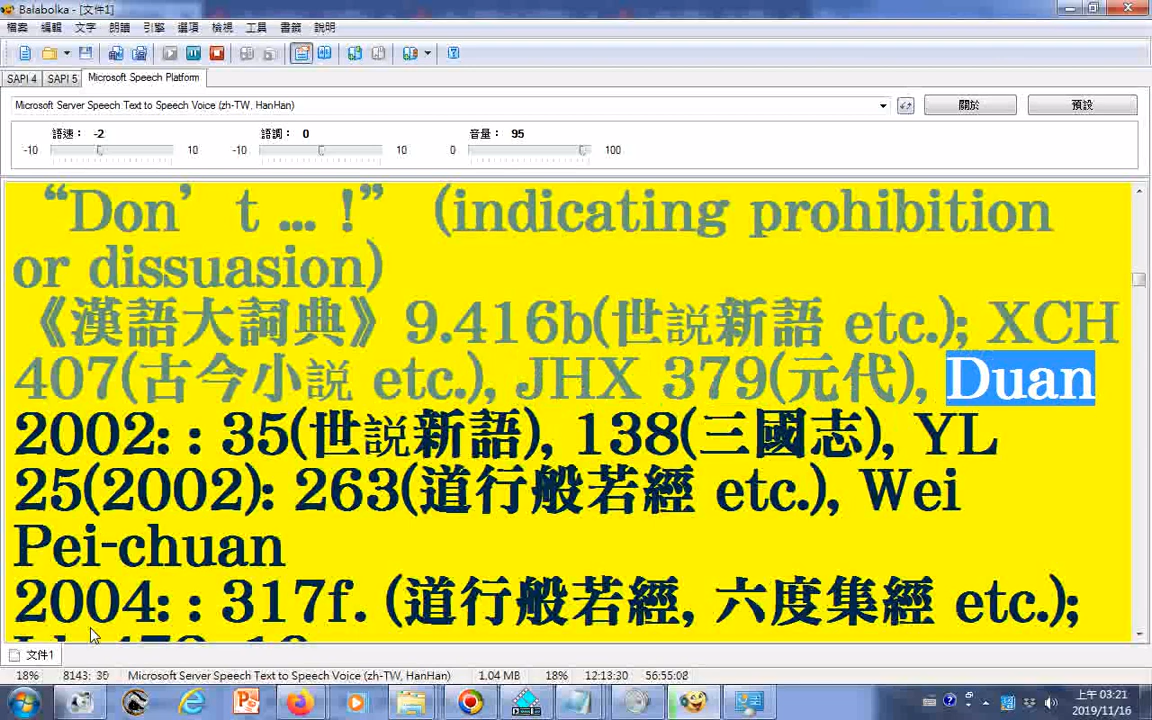 Balabolka - [文件1]
檔案 編輯 文字 朗讀 引擎 選項 檢視 工具 書籤 說明
SAPI 4 SAPI 5 Microsoft Speech Platform
Microsoft Server Speech Text to Speech Voice (zh-TW, HanHan) 關於 預設
語速： -2 語調： 0 音量： 95
-10 10 -10 10 0 100
“Don’t ... !” (indicating prohibition
or dissuasion)
《漢語大詞典》9.416b(世説新語 etc.); XCH
407(古今小説 etc.), JHX 379(元代), Duan
2002: : 35(世説新語), 138(三國志), YL
25(2002): 263(道行般若經 etc.), Wei
Pei-chuan
2004: : 317f. (道行般若經, 六度集經 etc.);
文件1
18% 8143: 30 Microsoft Server Speech Text to Speech Voice (zh-TW, HanHan) 1.04 MB 18% 12:13:30 56:55:08
上午 03:21
2019/11/16